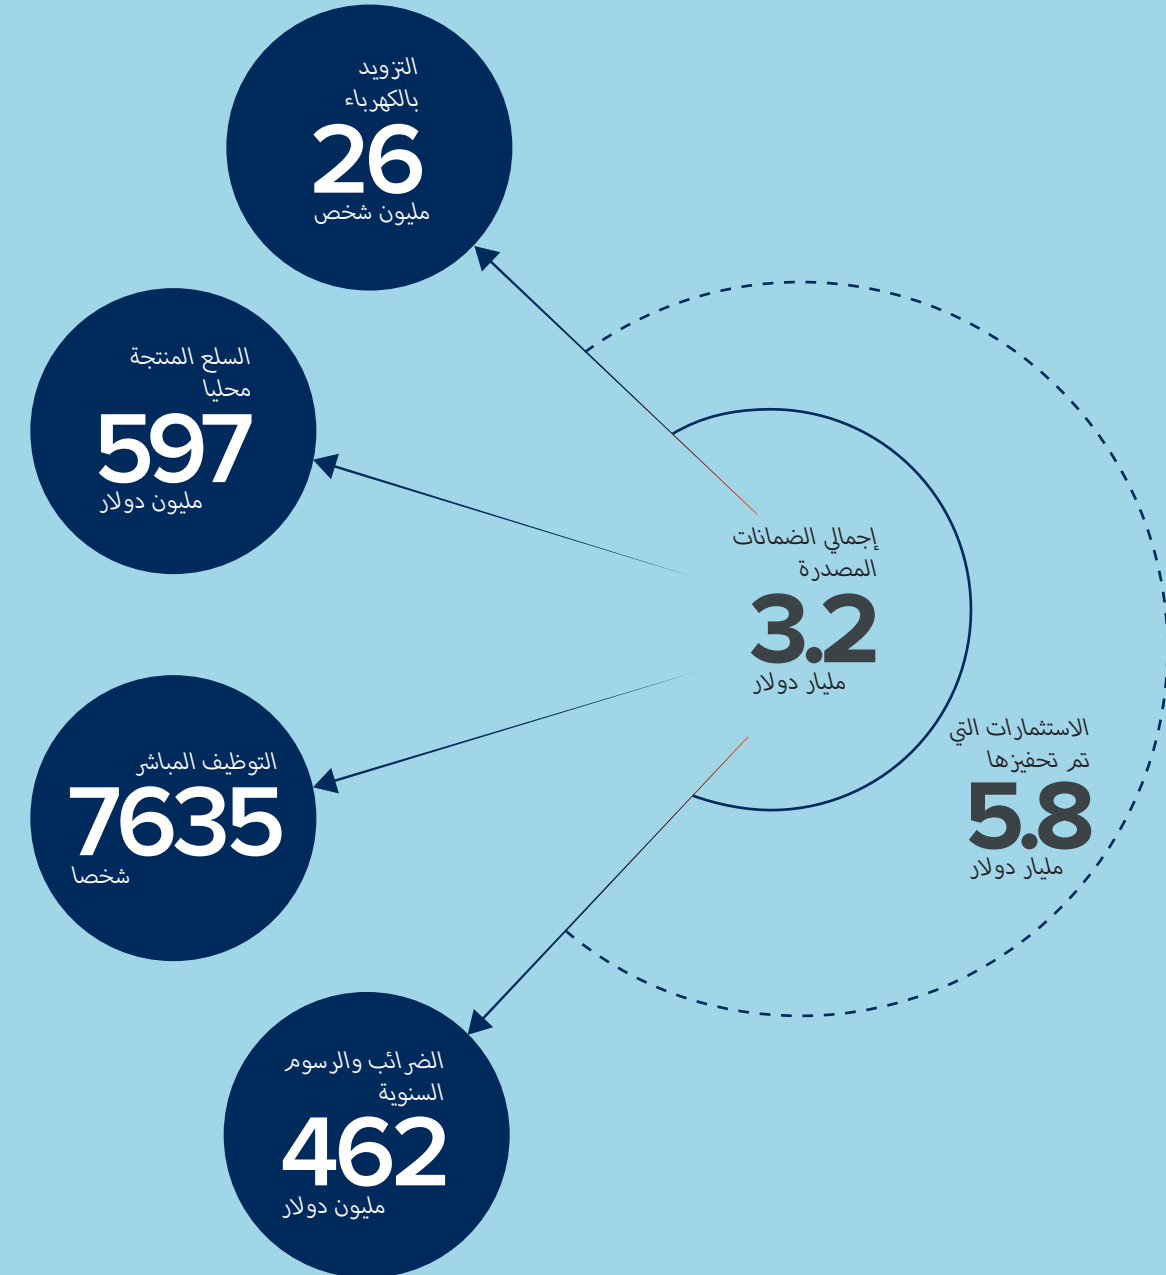 التزويد
بالكهرباء
26
مليون شخص
السلع المنتجة
محليا
597
مليون دولار
إجمالي الضمانات
المصدرة
3.2
مليار دولار
الاستثمارات التي
تم تحفيزها
5.8
مليار دولار
التوظيف المباشر
7635
شخصا
الضرائب والرسوم
السنوية
462
مليون دولار